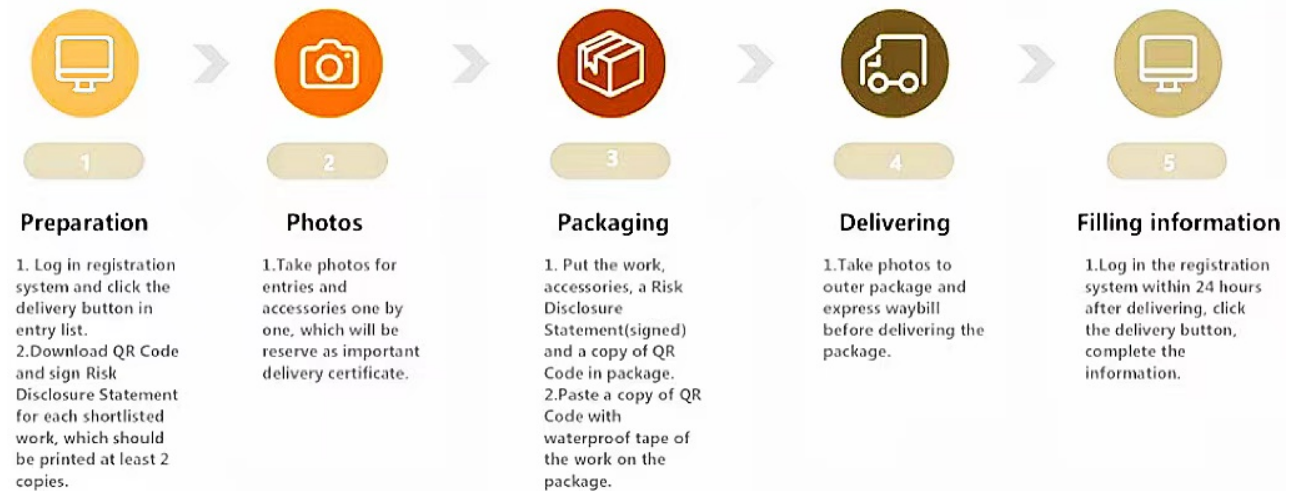 1
2
3
4
5
Preparation
Photos
Packaging
Delivering
Filling information
1. Log in registration
system and click the
delivery button in
entry list.
2.Download QR Code
and sign Risk
Disclosure Statement
for each shortlisted
work, which should
be printed at least 2
copies.
1.Take photos for
entries and
accessories one by
one, which will be
reserve as important
delivery certificate.
1. Put the work,
accessories, a Risk
Disclosure
Statement(signed)
and a copy of QR
Code in package.
2.Paste a copy of QR
Code with
waterproof tape of
the work on the
package.
1.Take photos to
outer package and
express waybill
before delivering the
package.
1.Log in the registration
system within 24 hours
after delivering, click
the delivery button,
complete the
information.